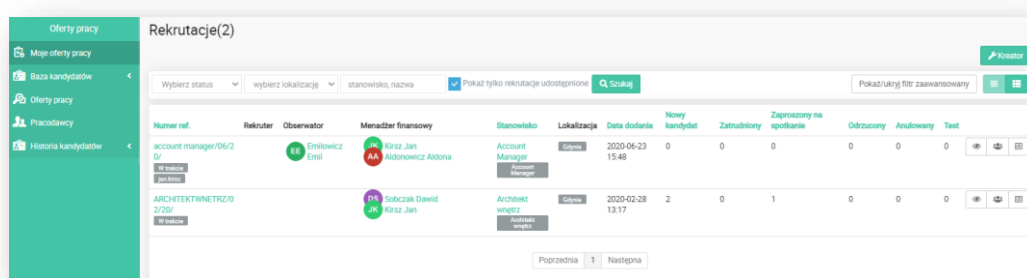 Oferty pracy
Moje oferty pracy
Baza kandydatów
Oferty pracy
Pracodawcy
Historia kandydatów
Rekrutacje(2)
Kreator
Wybierz status wybierz lokalizację stanowisko, nazwa Pokaż tylko rekrutacje udostępnione Szukaj Pokaż/ukryj filtr zaawansowany
Numer ref. Rekruter Obserwator Menadżer finansowy Stanowisko Lokalizacja Data dodania Nowy kandydat Zatrudniony Zaproszony na spotkanie Odrzucony Anulowany Test
account manager/06/2 EE Emilowicz JK Kirsz Jan Account Gdynia 2020-06-23 0 0 0 0 0 0
0/ Emil AA Aldonowicz Aldona Manager 15:48
W trakcie Account
jan.kirsz Manager
ARCHITEKTWNETRZ/0 DS Sobczak Dawid Architekt Gdynia 2020-02-28 2 0 1 0 0 0
2/20/ JK Kirsz Jan wnętrz 13:17
W trakcie Architekt
wnętrz
Poprzednia 1 Następna